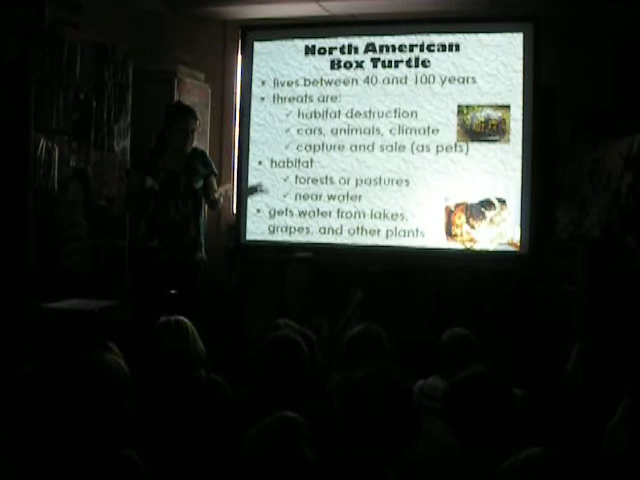 North American
Box Turtle
• lives between 40 and 100 years
• threats are:
✓ habitat destruction
✓ cars, animals, climate
✓ capture and sale (as pets)
• habitat
✓ forests or pastures
✓ near water
• gets water from lakes,
grapes, and other plants